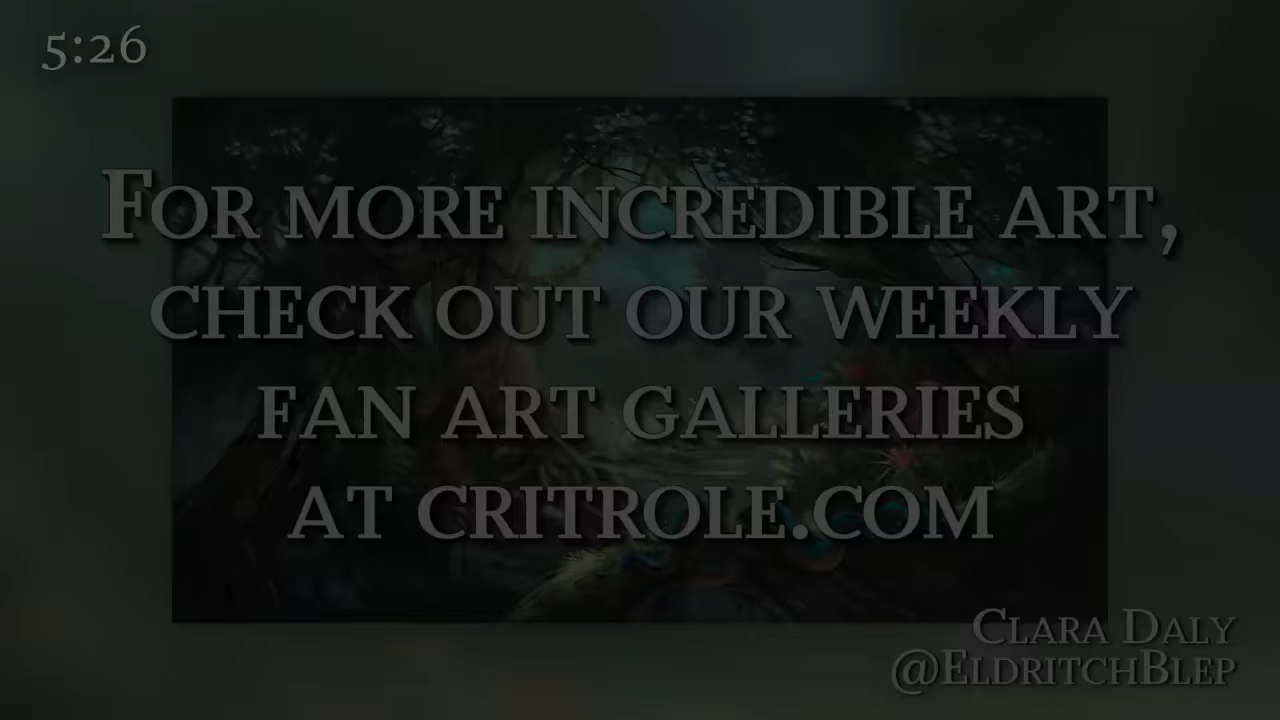 5:26
For more incredible art,
check out our weekly
fan art galleries
at critrole.com
Clara Daly
@EldritchBlep